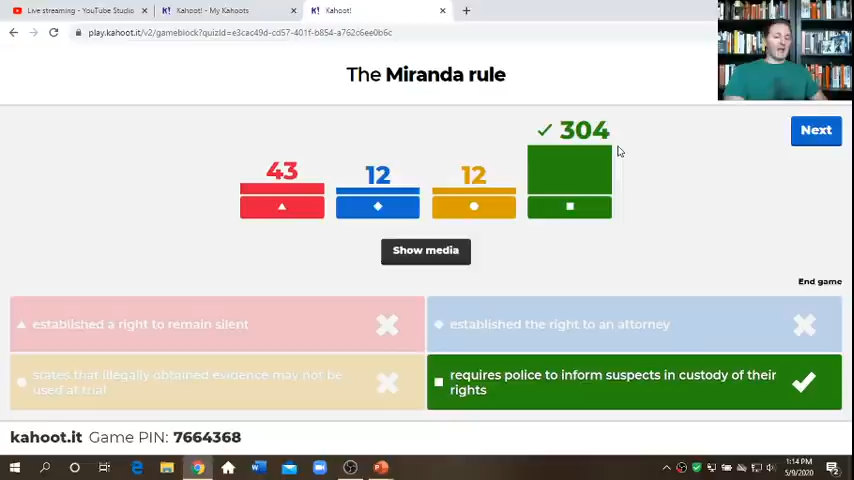 Live streaming - YouTube Studio
Kahoot! - My Kahoots
Kahoot!
play.kahoot.it/v2/gameblock?quizId=e3cac49d-cd57-401f-b854-a762c6ee0b6c
The Miranda rule
304
Next
43
12
12
Show media
End game
established a right to remain silent
established the right to an attorney
states that illegally obtained evidence may not be
used at trial
requires police to inform suspects in custody of their
rights
kahoot.it Game PIN: 7664368
1:14 PM
5/9/2020